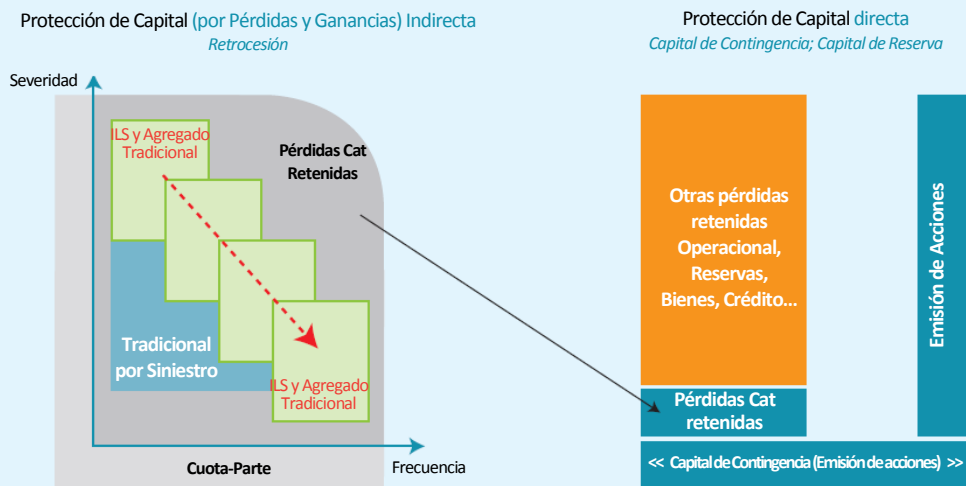 Protección de Capital (por Pérdidas y Ganancias) Indirecta
Retrocesión
Severidad
ILS y Agregado
Tradicional
Pérdidas Cat
Retenidas
Tradicional
por Siniestro
ILS y Agregado
Tradicional
Cuota-Parte
Frecuencia
Protección de Capital directa
Capital de Contingencia; Capital de Reserva
Otras pérdidas
retenidas
Operacional,
Reservas,
Bienes, Crédito...
Pérdidas Cat
retenidas
Emisión de Acciones
<< Capital de Contingencia (Emisión de acciones) >>